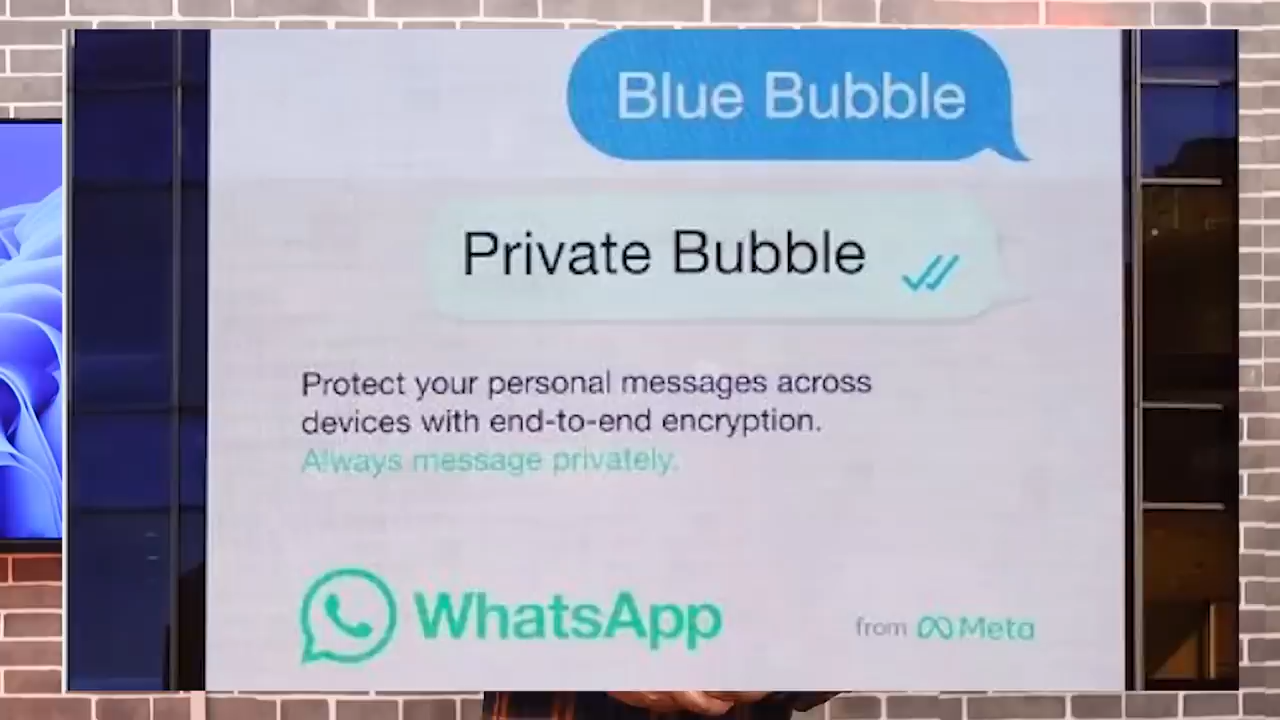 Blue Bubble
Private Bubble
Protect your personal messages across
devices with end-to-end encryption.
Always message privately.
WhatsApp
from Meta